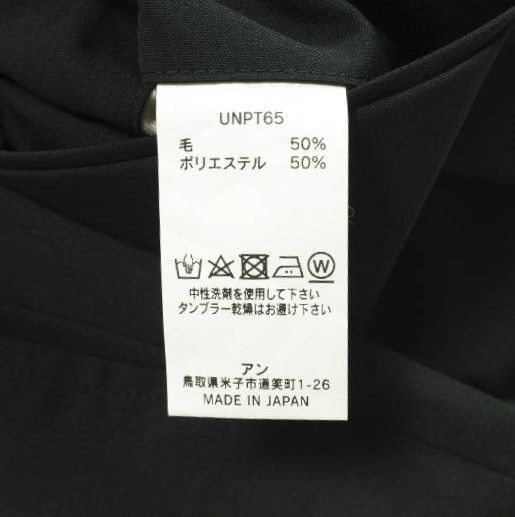 UNPT65
毛 50%
ポリエステル 50%
W
中性洗剤を使用して下さい
タンブラー乾燥はお避け下さい
アン
鳥取県米子市道笑町1-26
MADE IN JAPAN